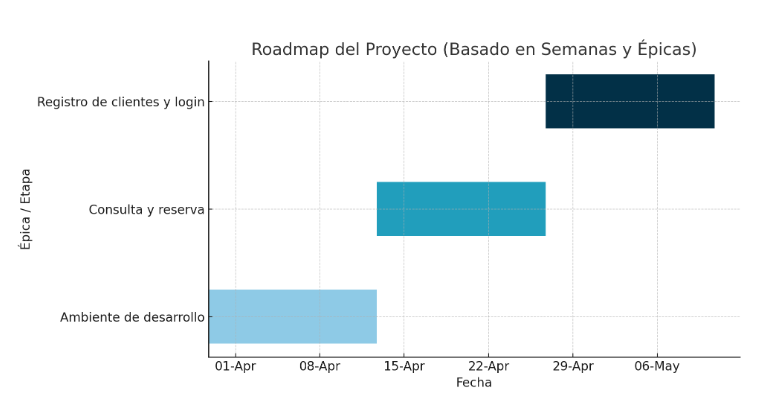 Roadmap del Proyecto (Basado en Semanas y Épicas)
Registro de clientes y login
Consulta y reserva
Ambiente de desarrollo
Épica / Etapa
01-Apr 08-Apr 15-Apr 22-Apr 29-Apr 06-May
Fecha